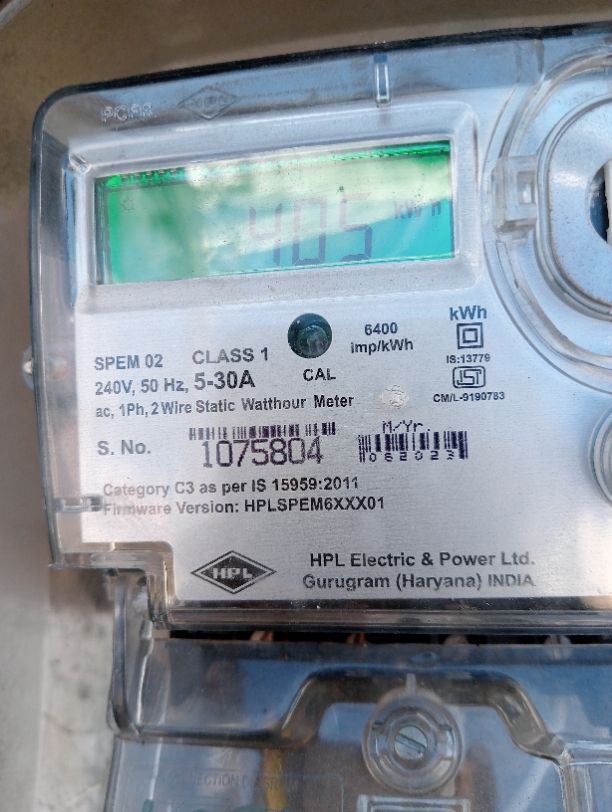 405 kWh
6400
imp/kWh
kWh
SPEM 02 CLASS 1
CAL
IS:13779
240V, 50 Hz, 5-30A
CM/L-9190783
ac, 1Ph, 2 Wire Static Watthour Meter
M/Yr.
S. No. 1075804
062023
Category C3 as per IS 15959:2011
Firmware Version: HPLSPEM6XXX01
HPL
HPL Electric & Power Ltd.
Gurugram (Haryana) INDIA